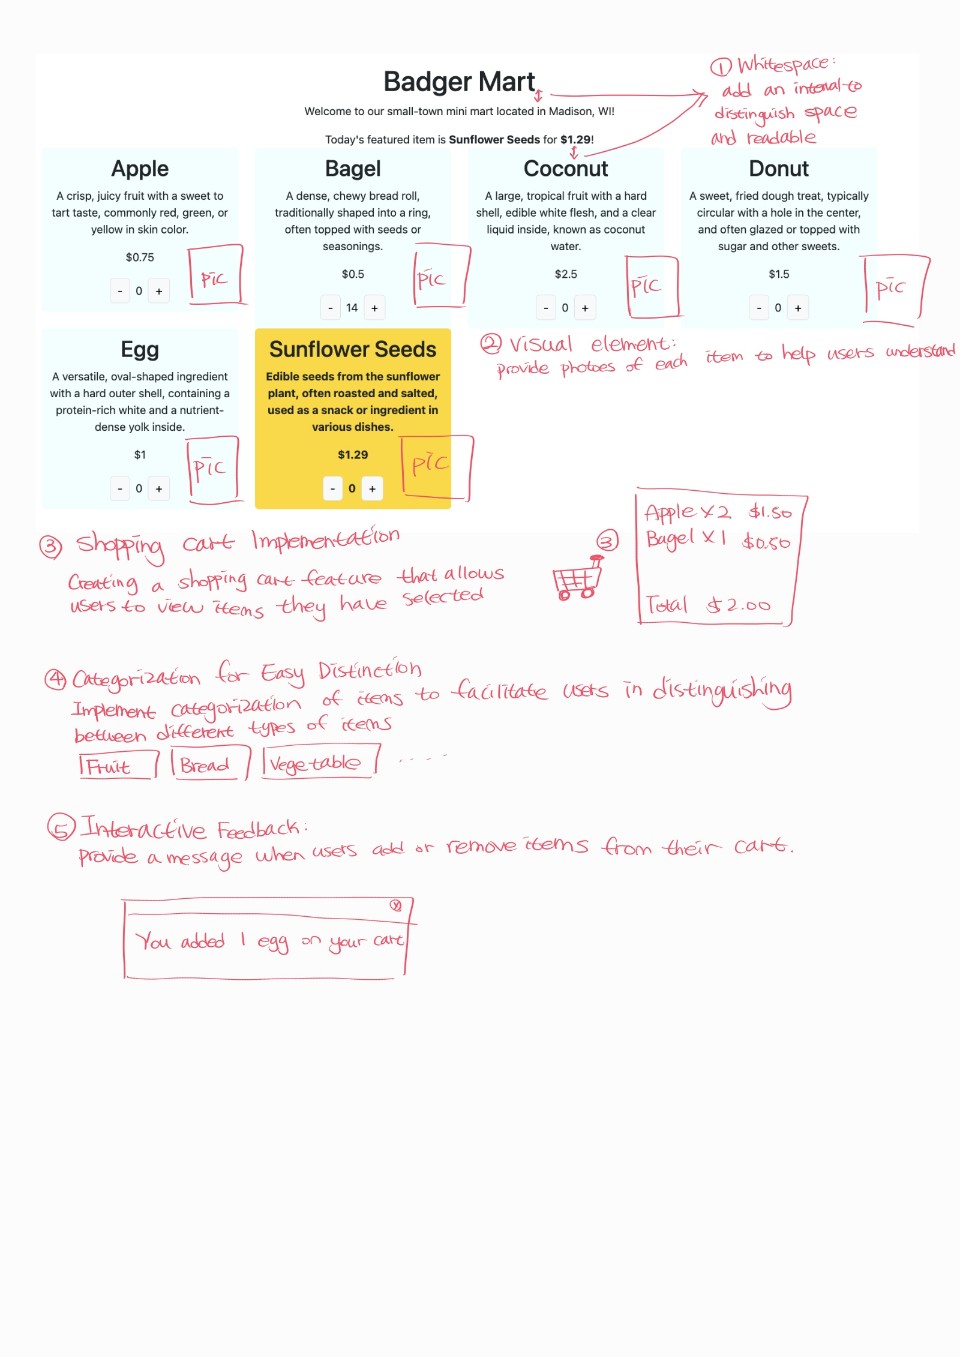 Badger Mart
Welcome to our small-town mini mart located in Madison, WI!
Today's featured item is Sunflower Seeds for $1.29!
① Whitespace:
add an interval to
distinguish space
and readable
Apple
A crisp, juicy fruit with a sweet to
tart taste, commonly red, green, or
yellow in skin color.
$0.75
- 0 +
pic
Bagel
A dense, chewy bread roll,
traditionally shaped into a ring,
often topped with seeds or
seasonings.
$0.5
- 14 +
pic
Coconut
A large, tropical fruit with a hard
shell, edible white flesh, and a clear
liquid inside, known as coconut
water.
$2.5
- 0 +
pic
Donut
A sweet, fried dough treat, typically
circular with a hole in the center,
and often glazed or topped with
sugar and other sweets.
$1.5
- 0 +
pic
Egg
A versatile, oval-shaped ingredient
with a hard outer shell, containing a
protein-rich white and a nutrient-
dense yolk inside.
$1
- 0 +
pic
Sunflower Seeds
Edible seeds from the sunflower
plant, often roasted and salted,
used as a snack or ingredient in
various dishes.
$1.29
- 0 +
pic
② Visual element:
provide photoes of each item to help users understand
③ Shopping cart Implementation
Creating a shopping cart feature that allows
users to view items they have selected
③
Apple X 2 $1.50
Bagel X 1 $0.50
Total $2.00
④ Categorization for Easy Distinction
Implement categorization of items to facilitate users in distinguishing
between different types of items
Fruit Bread Vegetable .....
⑤ Interactive Feedback:
Provide a message when users add or remove items from their cart.
ⓧ
You added 1 egg on your cart